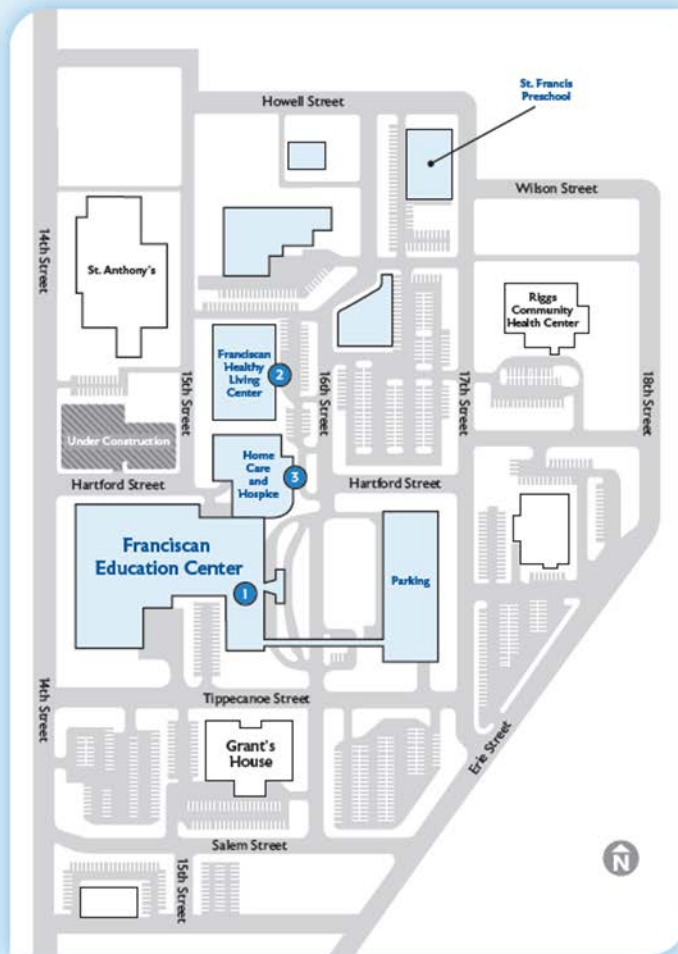 Howell Street
St. Francis
Preschool
Wilson Street
14th Street
St. Anthony's
Riggs
Community
Health Center
15th Street
Franciscan
Healthy
Living
Center
2
16th Street
17th Street
18th Street
Under Construction
Home
Care
and
Hospice
3
Hartford Street
Hartford Street
Franciscan
Education Center
1
Parking
14th Street
Tippecanoe Street
Grant's
House
Erie Street
Salem Street
15th Street
N